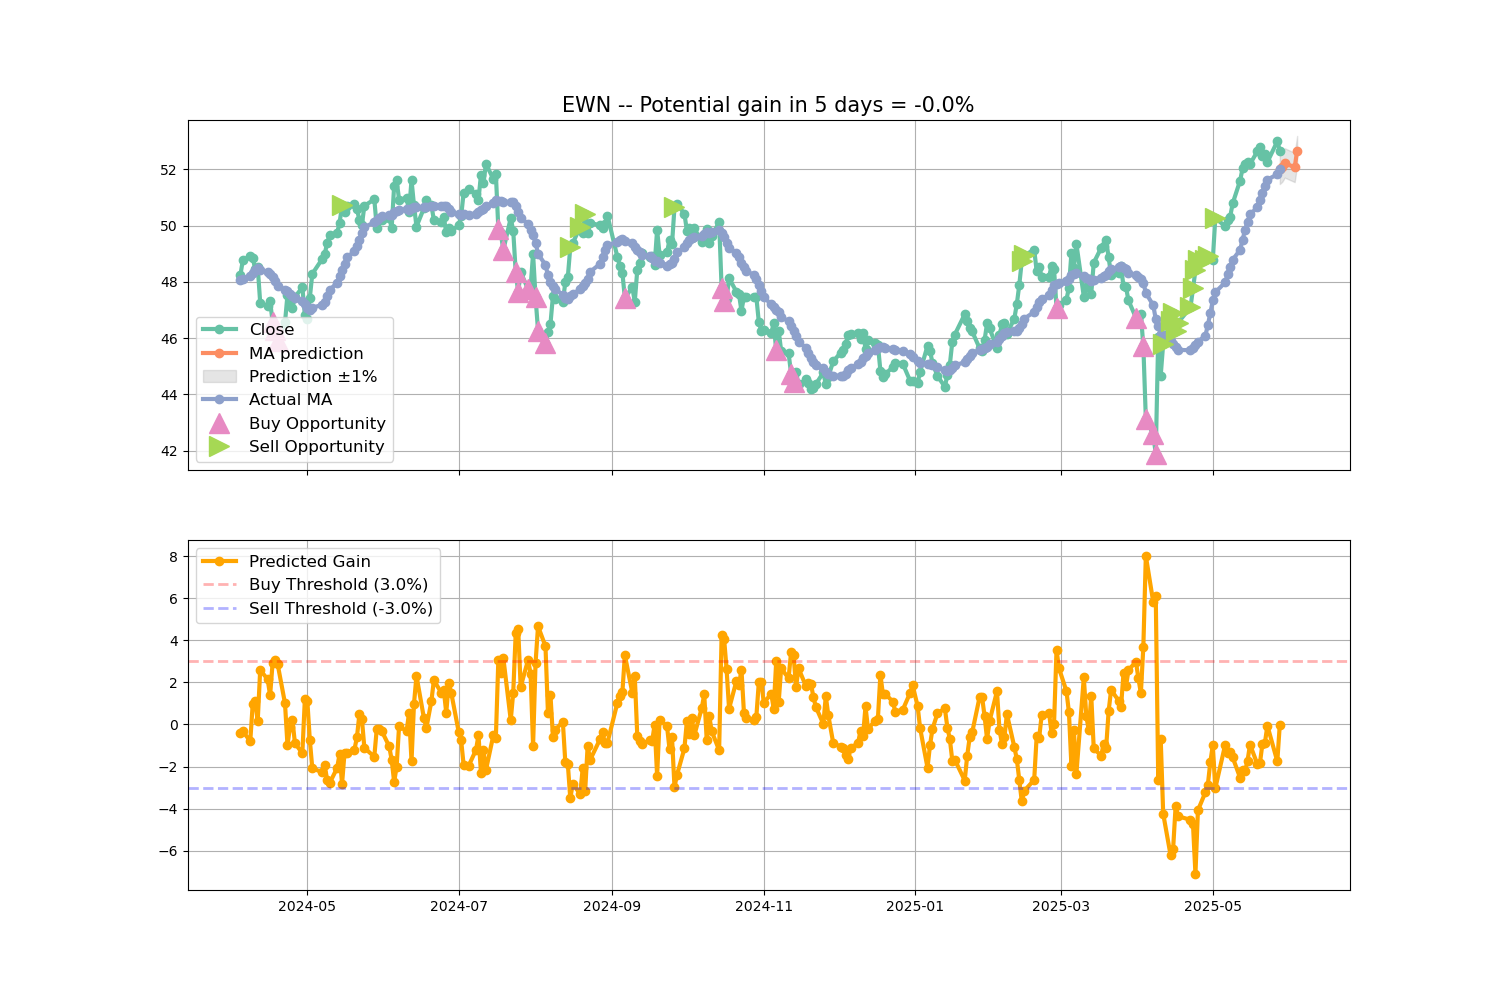 EWN -- Potential gain in 5 days = -0.0%
52
50
48
46
44
42
Close
MA prediction
Prediction ±1%
Actual MA
Buy Opportunity
Sell Opportunity
8
6
4
2
0
−2
−4
−6
Predicted Gain
Buy Threshold (3.0%)
Sell Threshold (-3.0%)
2024-05 2024-07 2024-09 2024-11 2025-01 2025-03 2025-05